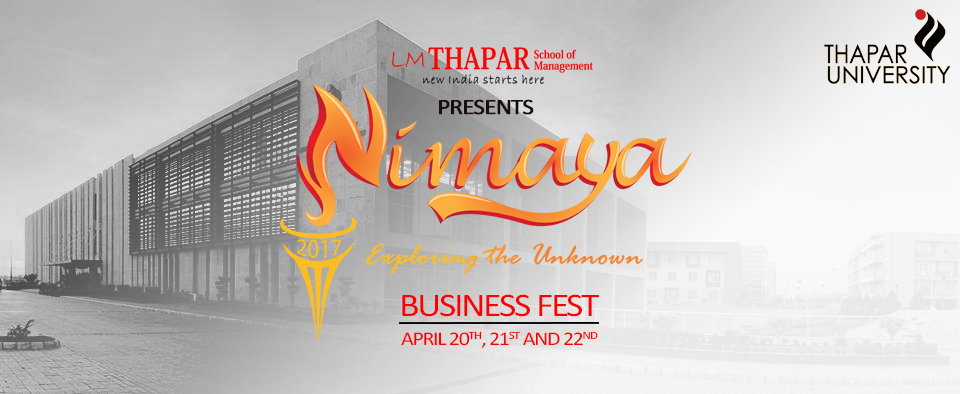 LM THAPAR School of Management
new India starts here
THAPAR
UNIVERSITY
PRESENTS
Nimaya
2017
Exploring the Unknown
BUSINESS FEST
APRIL 20TH, 21ST AND 22ND